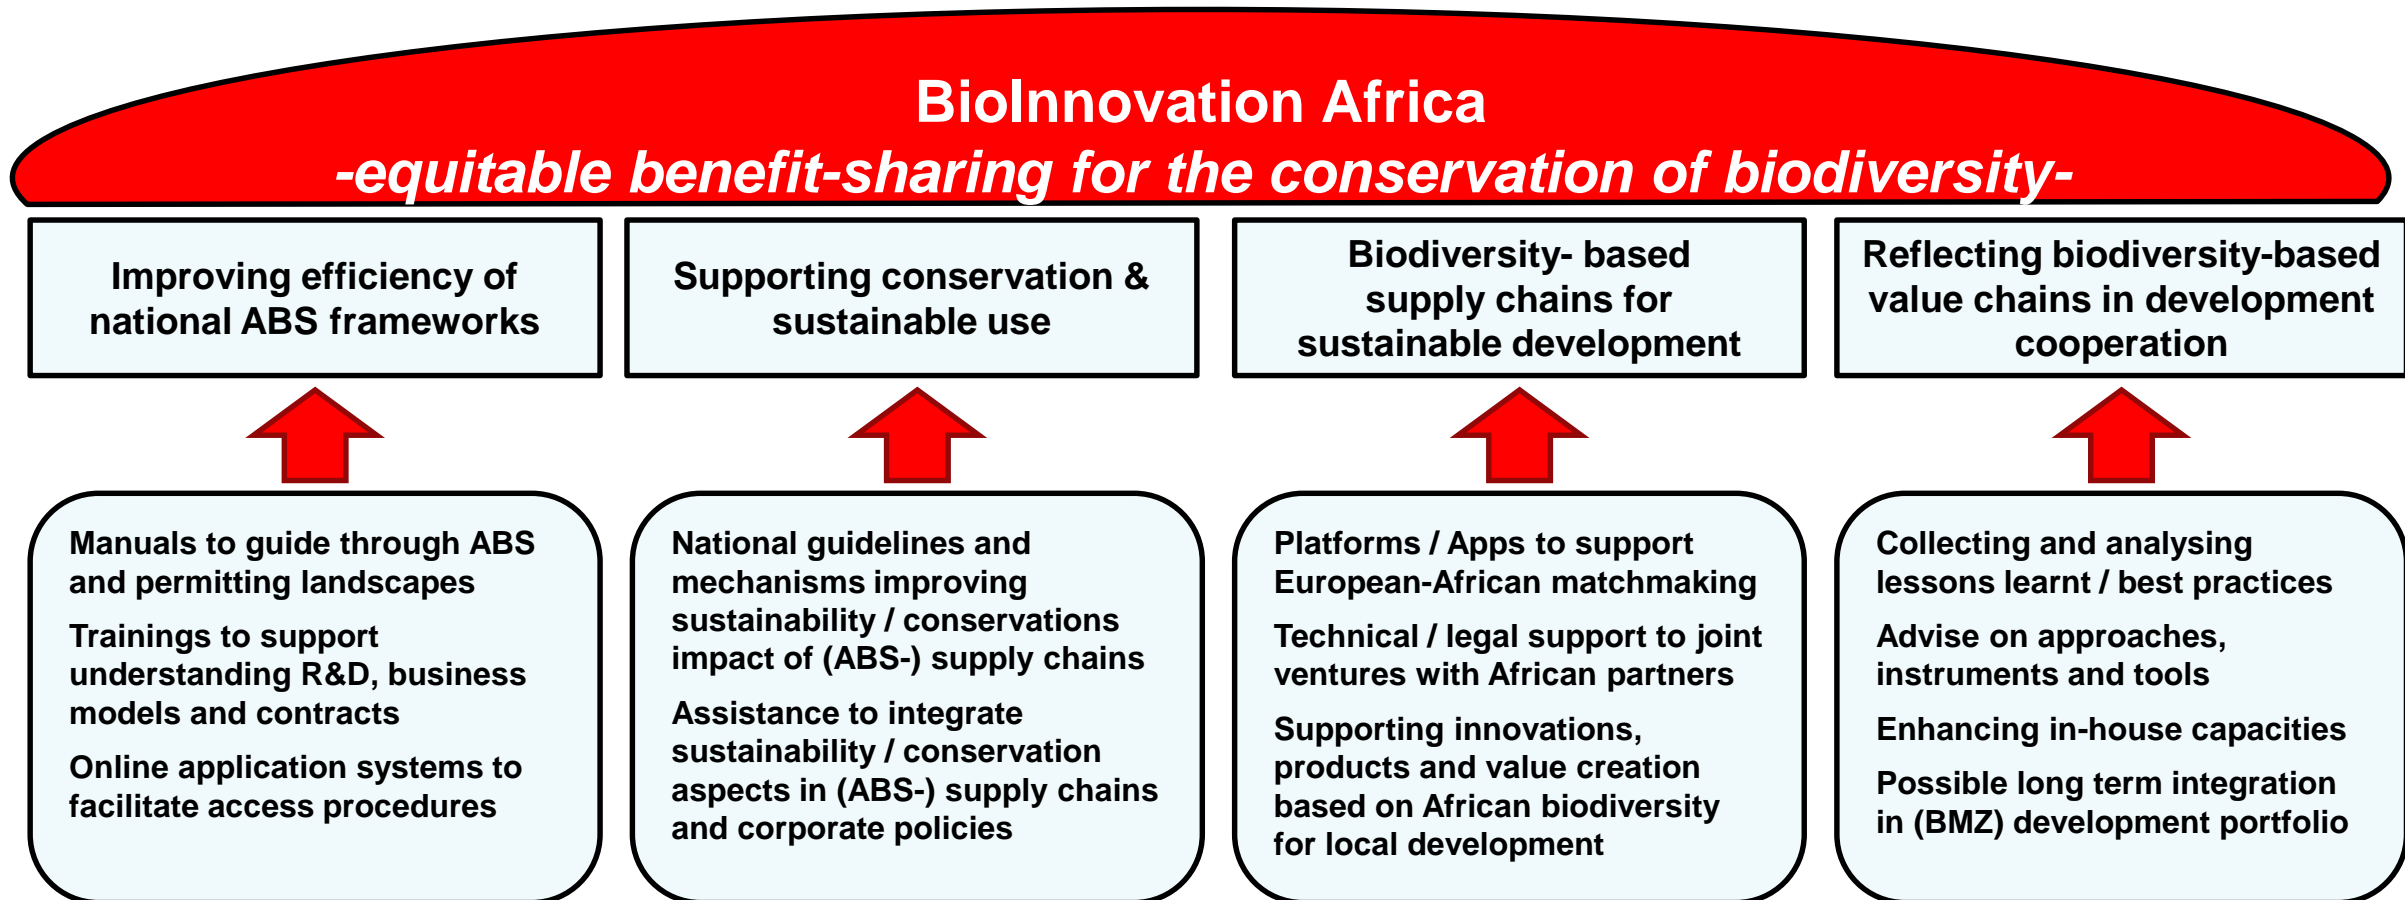 BioInnovation Africa
-equitable benefit-sharing for the conservation of biodiversity-
Improving efficiency of
national ABS frameworks
Supporting conservation &
sustainable use
Biodiversity- based
supply chains for
sustainable development
Reflecting biodiversity-based
value chains in development
cooperation
Manuals to guide through ABS
and permitting landscapes
Trainings to support
understanding R&D, business
models and contracts
Online application systems to
facilitate access procedures
National guidelines and
mechanisms improving
sustainability / conservations
impact of (ABS-) supply chains
Assistance to integrate
sustainability / conservation
aspects in (ABS-) supply chains
and corporate policies
Platforms / Apps to support
European-African matchmaking
Technical / legal support to joint
ventures with African partners
Supporting innovations,
products and value creation
based on African biodiversity
for local development
Collecting and analysing
lessons learnt / best practices
Advise on approaches,
instruments and tools
Enhancing in-house capacities
Possible long term integration
in (BMZ) development portfolio